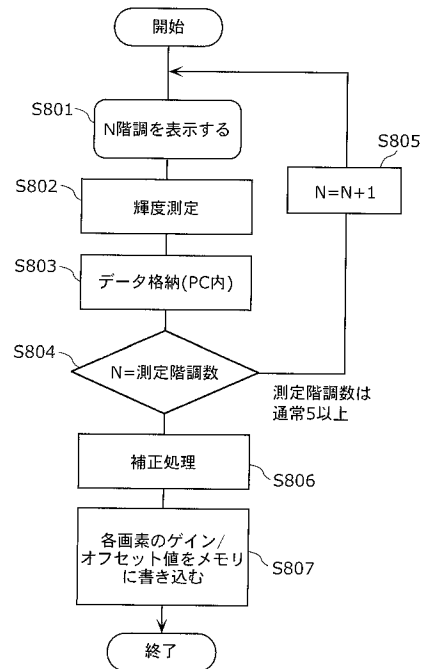 開始
S801
N階調を表示する
S805
N=N+1
S802
輝度測定
S803
データ格納(PC内)
S804
N=測定階調数
測定階調数は
通常5以上
補正処理
S806
各画素のゲイン/
オフセット値をメモリ
に書き込む
S807
終了